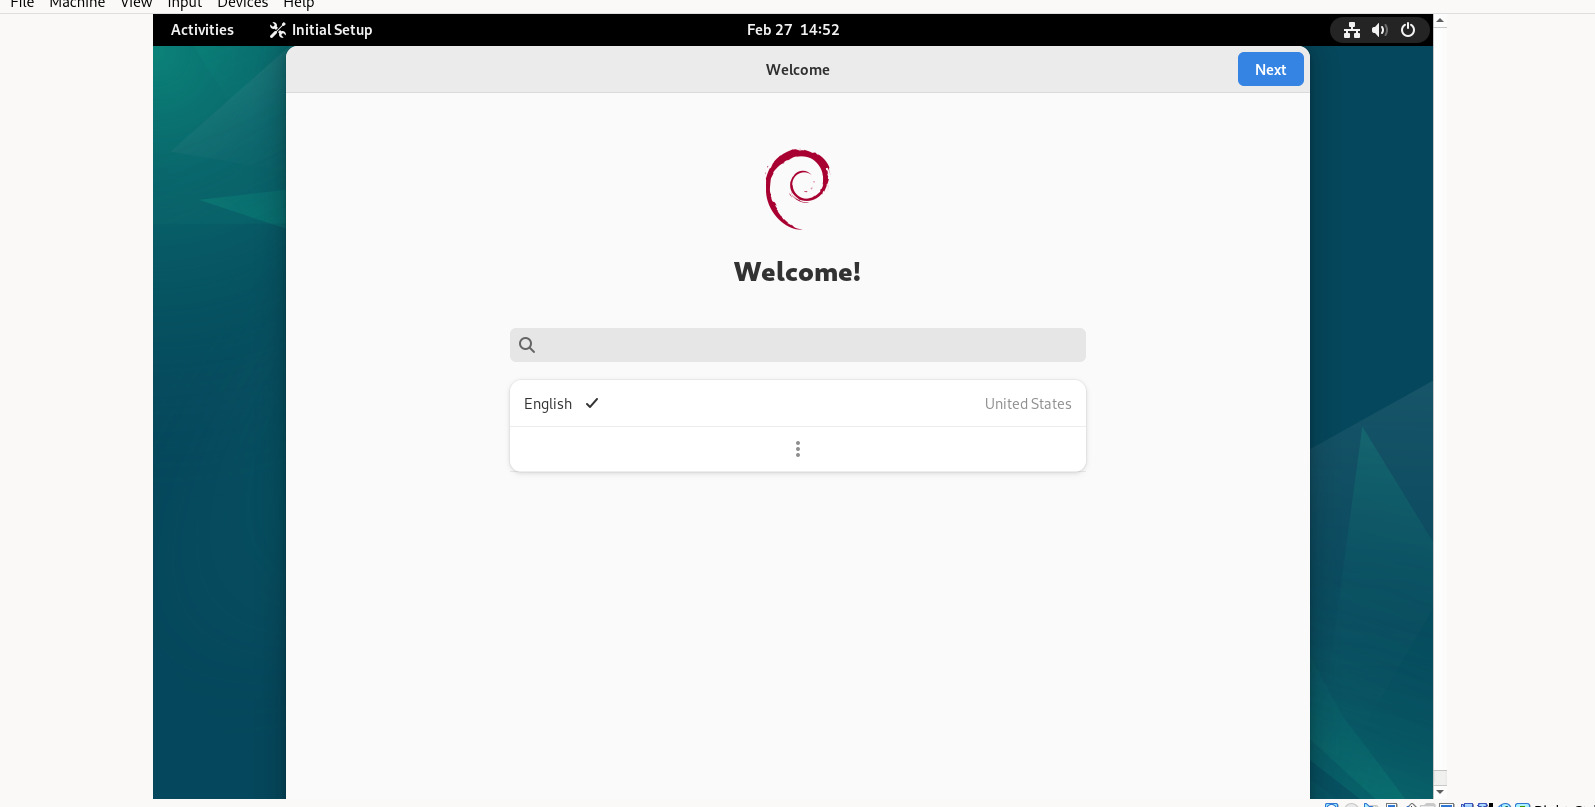 File Machine View Input Devices Help
Activities Initial Setup Feb 27 14:52
Welcome Next
Welcome!
English United States